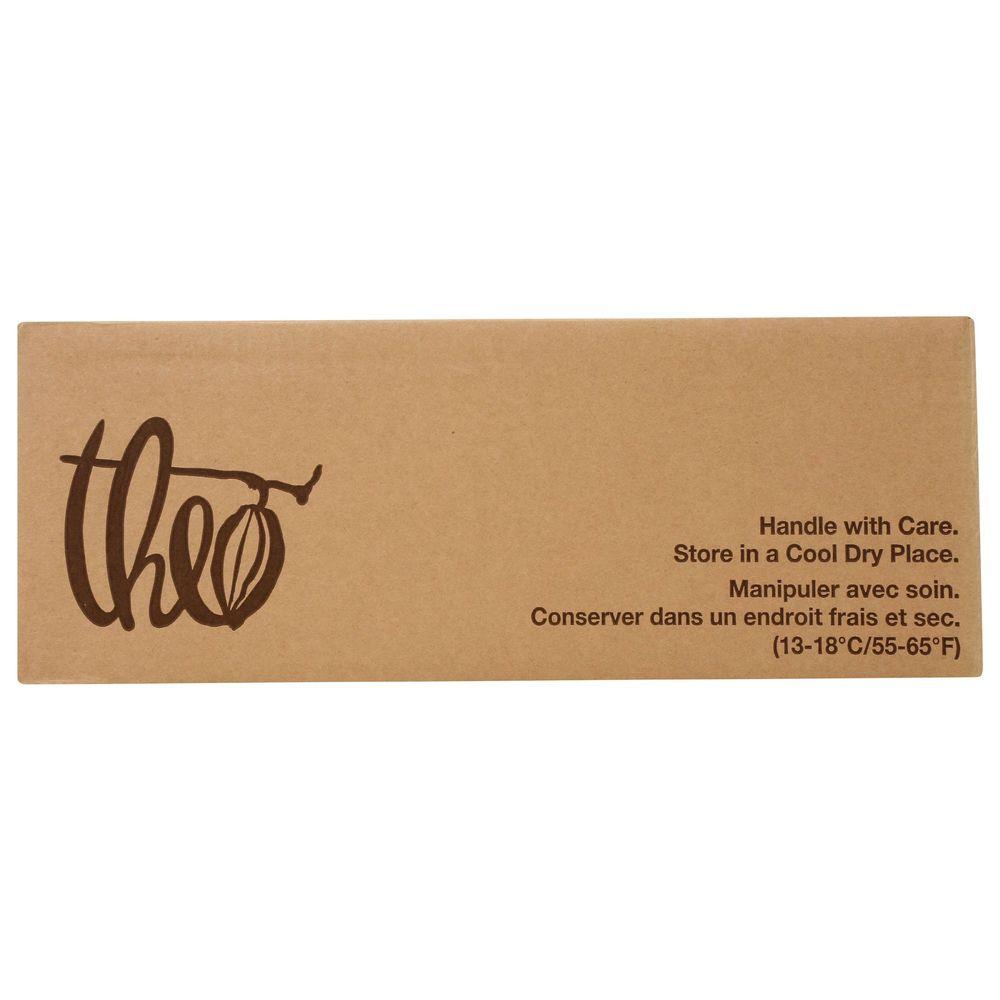 theo
Handle with Care.
Store in a Cool Dry Place.
Manipuler avec soin.
Conserver dans un endroit frais et sec.
(13-18°C/55-65°F)